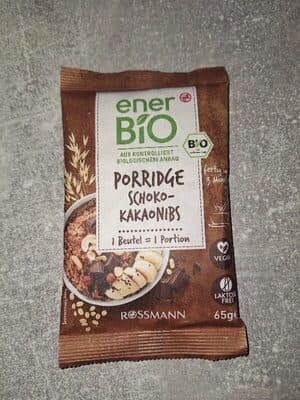 ener
BiO
AUS KONTROLLIERT
BIOLOGISCHEM ANBAU
BiO
PORRIDGE
SCHOKO-
KAKAONIBS
1 Beutel = 1 Portion
VEGAN
LAKTOSE
FREI
ROSSMANN
65g